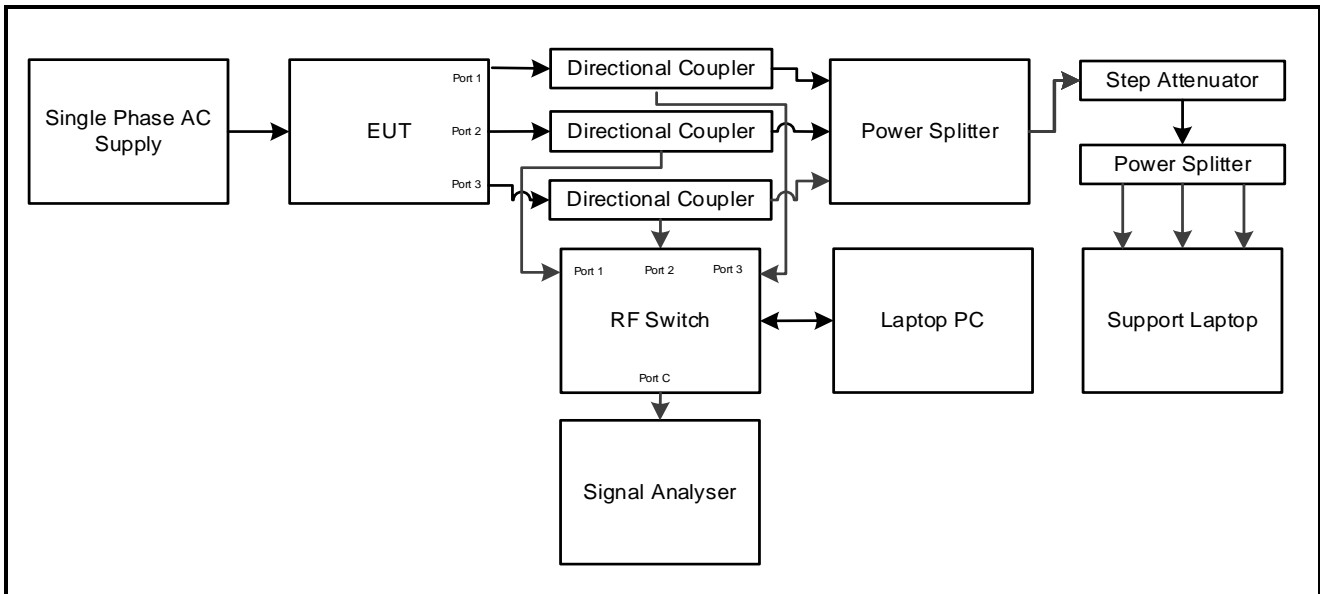 Single Phase AC
Supply
EUT
Port 1
Port 2
Port 3
Directional Coupler
Directional Coupler
Directional Coupler
Power Splitter
Step Attenuator
Power Splitter
Port 1
Port 2
Port 3
RF Switch
Port C
Laptop PC
Support Laptop
Signal Analyser